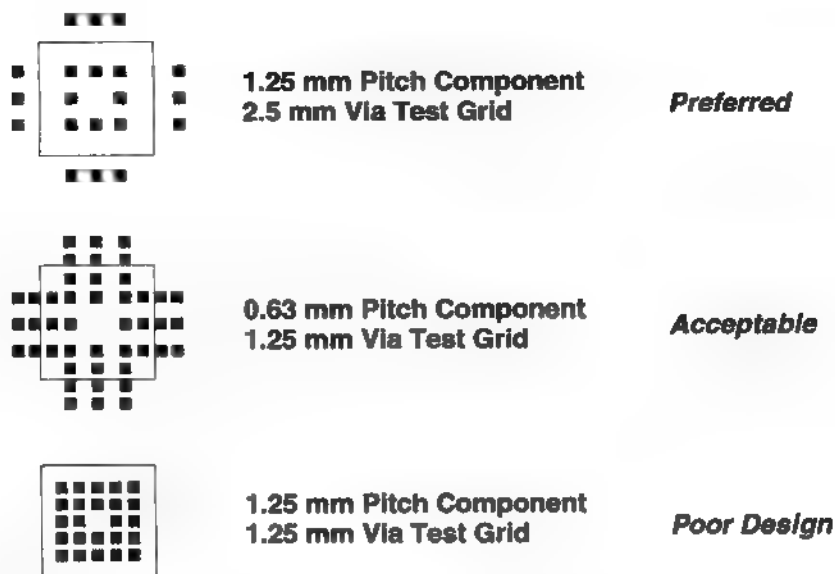 1.25 mm Pitch Component
2.5 mm Via Test Grid
Preferred
0.63 mm Pitch Component
1.25 mm Via Test Grid
Acceptable
1.25 mm Pitch Component
1.25 mm Via Test Grid
Poor Design